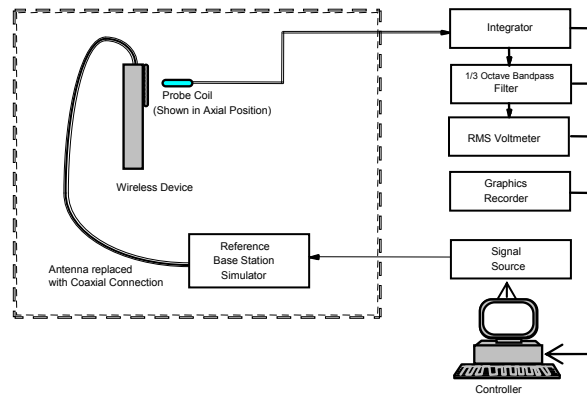 Integrator
1/3 Octave Bandpass
Filter
RMS Voltmeter
Graphics
Recorder
Probe Coil
(Shown in Axial Position)
Wireless Device
Reference
Base Station
Simulator
Antenna replaced
with Coaxial Connection
Signal
Source
Controller